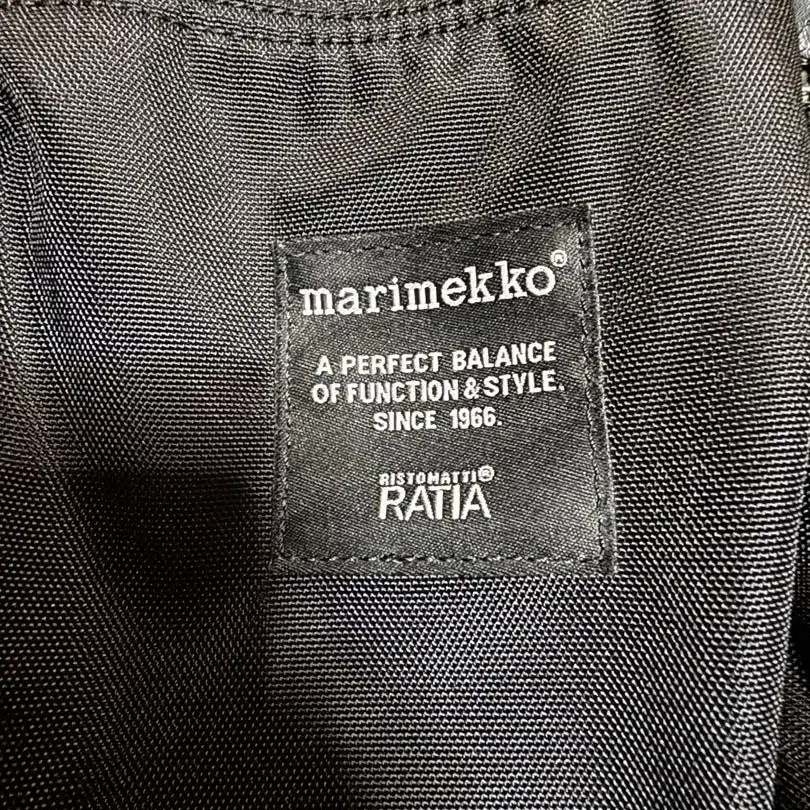 marimekko®
A PERFECT BALANCE
OF FUNCTION & STYLE.
SINCE 1966.
RISTOMATTI®
RATIA